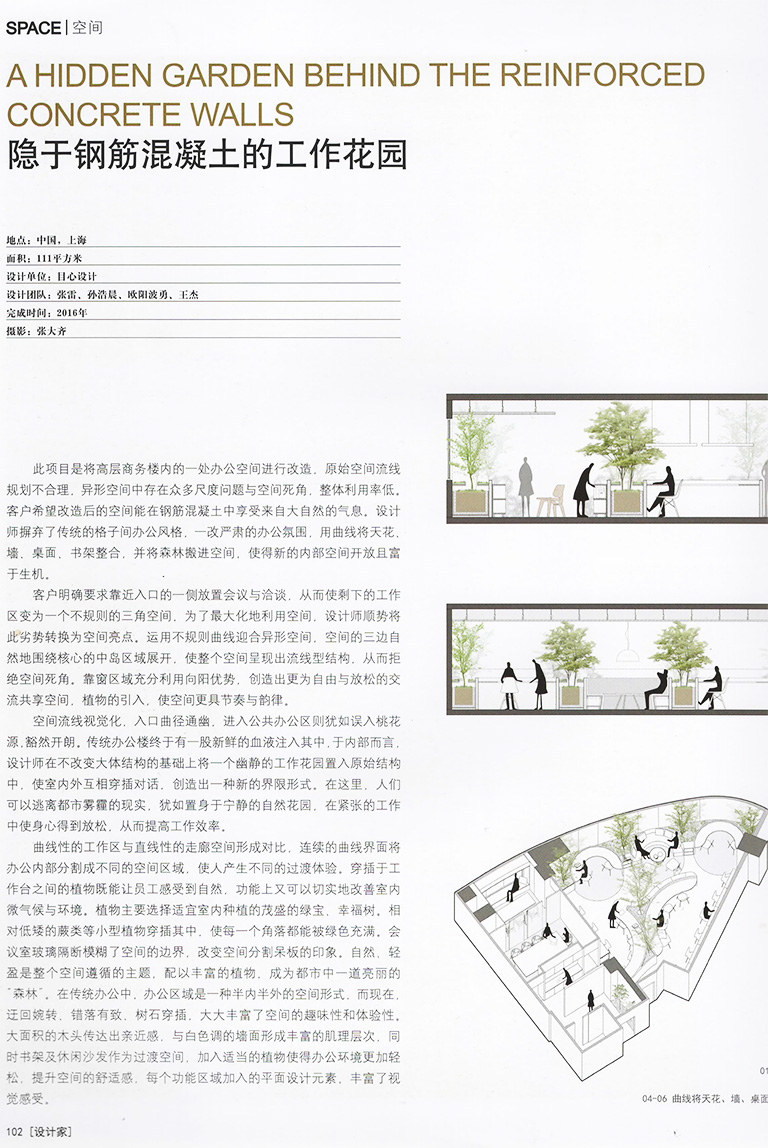 SPACE|空间
A HIDDEN GARDEN BEHIND THE REINFORCED
CONCRETE WALLS
隐于钢筋混凝土的工作花园
地点：中国，上海
面积：111平方米
设计单位：目心设计
设计团队：张雷、孙浩晨、欧阳波勇、王杰
完成时间：2016年
摄影：张大齐
此项目是将高层商务楼内的一处办公空间进行改造，原始空间流线
规划不合理，异形空间中存在众多尺度问题与空间死角，整体利用率低。
客户希望改造后的空间能在钢筋混凝土中享受来自大自然的气息。设计
师摒弃了传统的格子间办公风格，一改严肃的办公氛围，用曲线将天花、
墙、桌面、书架整合，并将森林搬进空间，使得新的内部空间开放且富
于生机。
客户明确要求靠近入口的一侧放置会议与洽谈，从而使剩下的工作
区变为一个不规则的三角空间，为了最大化地利用空间，设计师顺势将
此劣势转换为空间亮点。运用不规则曲线迎合异形空间，空间的三边自
然地围绕核心的中岛区域展开，使整个空间呈现出流线型结构，从而拒
绝空间死角。靠窗区域充分利用向阳优势，创造出更为自由与放松的交
流共享空间，植物的引入，使空间更具节奏与韵律。
空间流线视觉化，入口曲径通幽，进入公共办公区则犹如误入桃花
源，豁然开朗。传统办公楼终于有一股新鲜的血液注入其中，于内部而言，
设计师在不改变大体结构的基础上将一个幽静的工作花园置入原始结构
中，使室内外互相穿插对话，创造出一种新的界限形式。在这里，人们
可以逃离都市雾霾的现实，犹如置身于宁静的自然花园，在紧张的工作
中使身心得到放松，从而提高工作效率。
曲线性的工作区与直线性的走廊空间形成对比，连续的曲线界面将
办公内部分割成不同的空间区域，使人产生不同的过渡体验。穿插于工
作台之间的植物既能让员工感受到自然，功能上又可以切实地改善室内
微气候与环境。植物主要选择适宜室内种植的茂盛的绿宝，幸福树。相
对低矮的蕨类等小型植物穿插其中，使每一个角落都能被绿色充满。会
议室玻璃隔断模糊了空间的边界，改变空间分割呆板的印象。自然、轻
盈是整个空间遵循的主题，配以丰富的植物，成为都市中一道亮丽的
“森林”。在传统办公中，办公区域是一种半内半外的空间形式，而现在，
迂回婉转、错落有致、树石穿插，大大丰富了空间的趣味性和体验性。
大面积的木头传达出亲近感，与白色调的墙面形成丰富的肌理层次，同
时书架及休闲沙发作为过渡空间，加入适当的植物使得办公环境更加轻
松，提升空间的舒适感，每个功能区域加入的平面设计元素，丰富了视
觉感受。
01
04-06 曲线将天花、墙、桌面
102 [设计家]